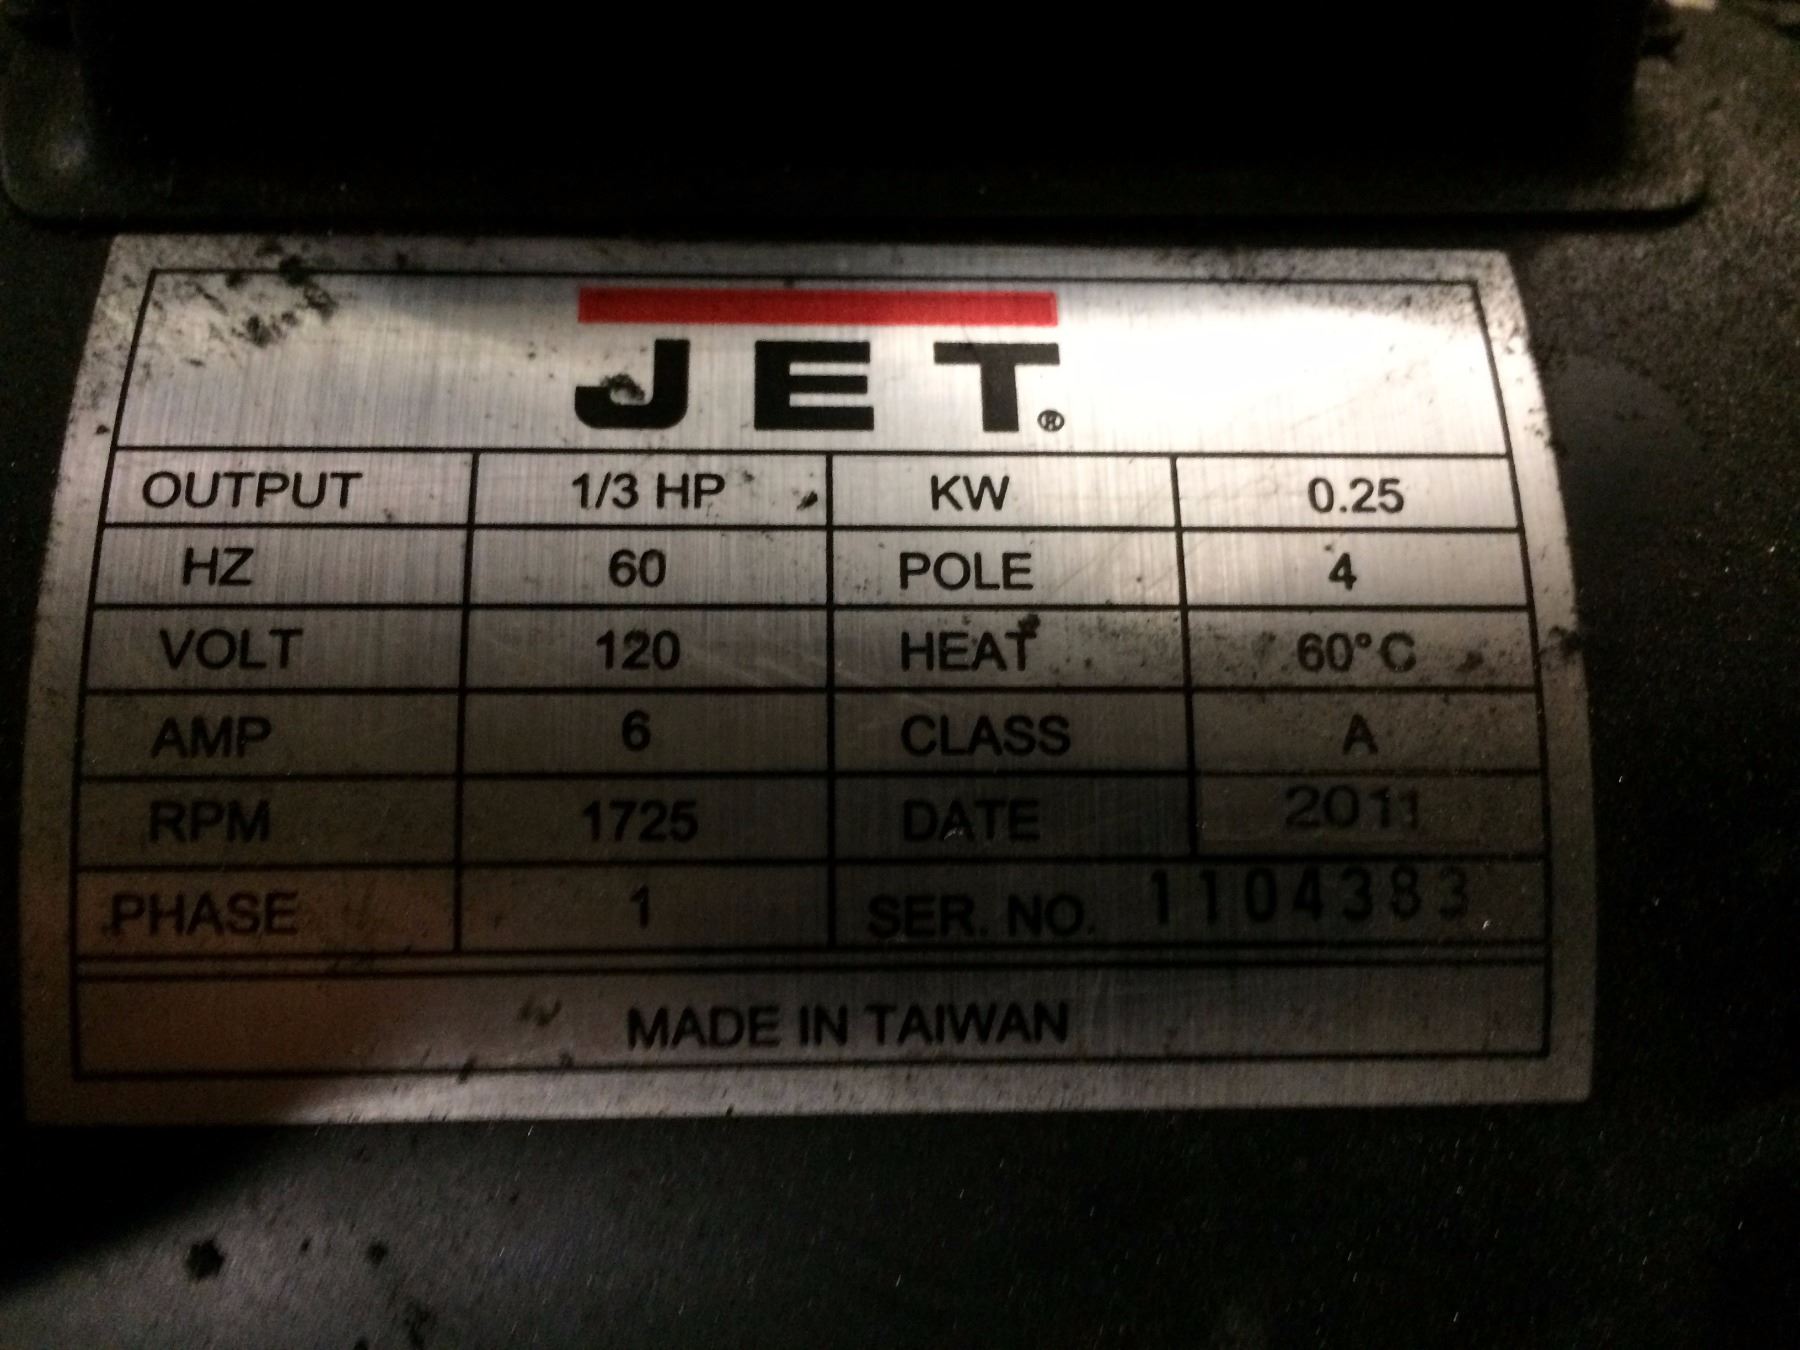 JET®
OUTPUT 1/3 HP KW 0.25
HZ 60 POLE 4
VOLT 120 HEAT 60°C
AMP 6 CLASS A
RPM 1725 DATE 2011
PHASE 1 SER. NO. 1104383
MADE IN TAIWAN